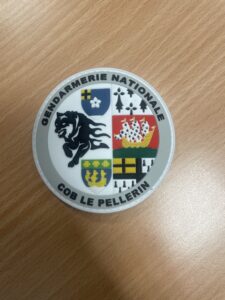 GENDARMERIE NATIONALE
COB LE PELLERIN